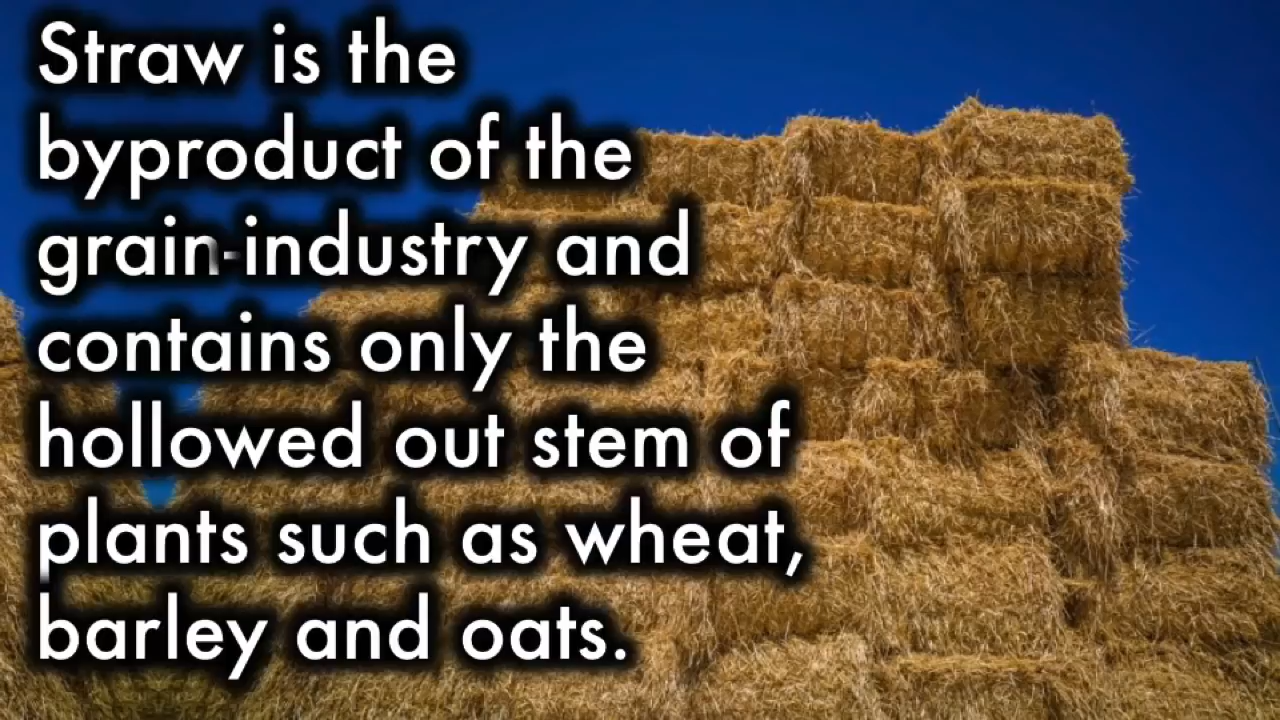 Straw is the
byproduct of the
grain-industry and
contains only the
hollowed out stem of
plants such as wheat,
barley and oats.